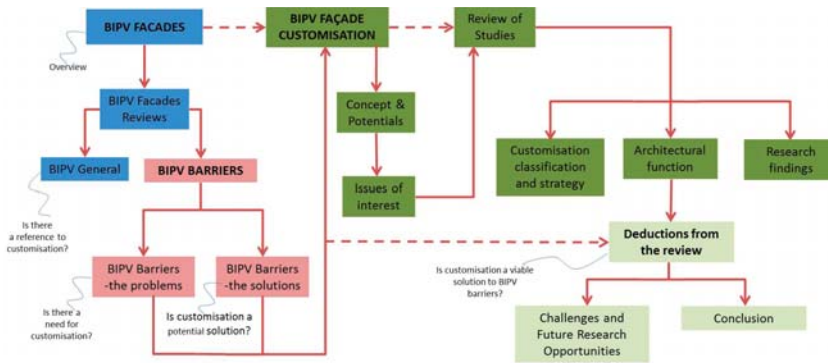 BIPV FACADES
BIPV FAÇADE
CUSTOMISATION
Review of
Studies
Overview
BIPV Facades
Reviews
Concept &
Potentials
BIPV General
BIPV BARRIERS
Issues of
interest
Customisation
classification
and strategy
Architectural
function
Research
findings
Is there
a reference to
customisation?
Deductions from
the review
BIPV Barriers
-the problems
BIPV Barriers
-the solutions
Is customisation a viable
solution to BIPV
barriers?
Is there a
need for
customisation?
Is customisation a
potential solution?
Challenges and
Future Research
Opportunities
Conclusion